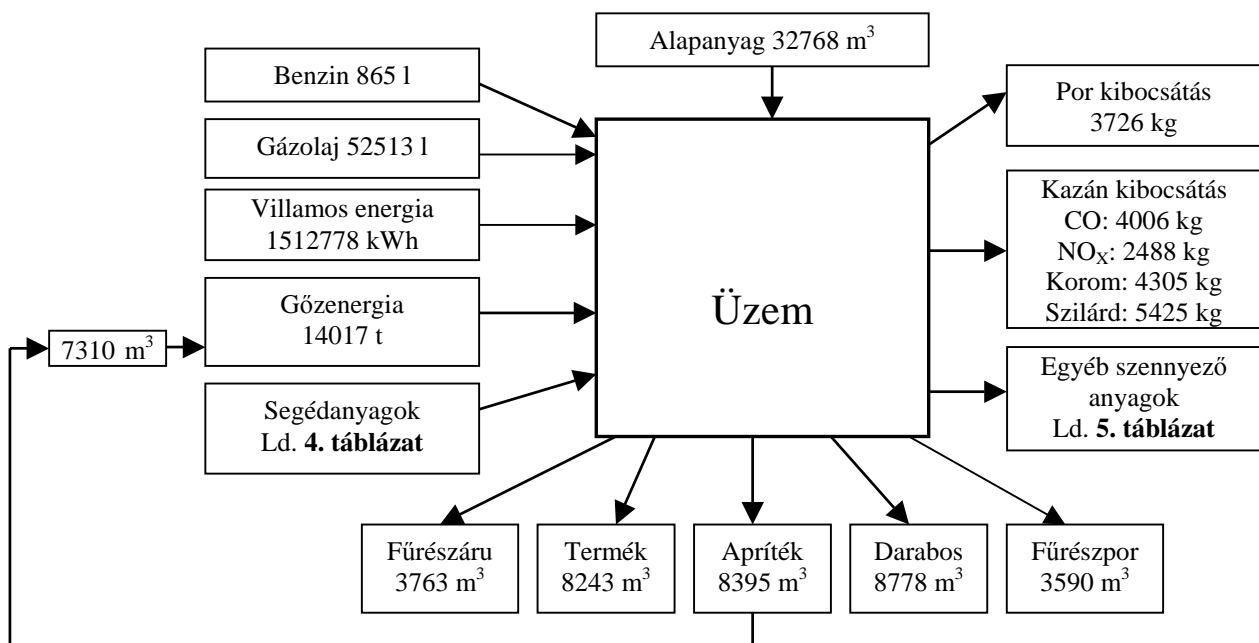 Alapanyag 32768 m³
Benzin 865 l
Gázolaj 52513 l
Villamos energia
1512778 kWh
Gőzenergia
14017 t
7310 m³
Segédanyagok
Ld. 4. táblázat
Üzem
Por kibocsátás
3726 kg
Kazán kibocsátás
CO: 4006 kg
NOX: 2488 kg
Korom: 4305 kg
Szilárd: 5425 kg
Egyéb szennyező
anyagok
Ld. 5. táblázat
Fűrészáru
3763 m³
Termék
8243 m³
Apríték
8395 m³
Darabos
8778 m³
Fűrészpor
3590 m³